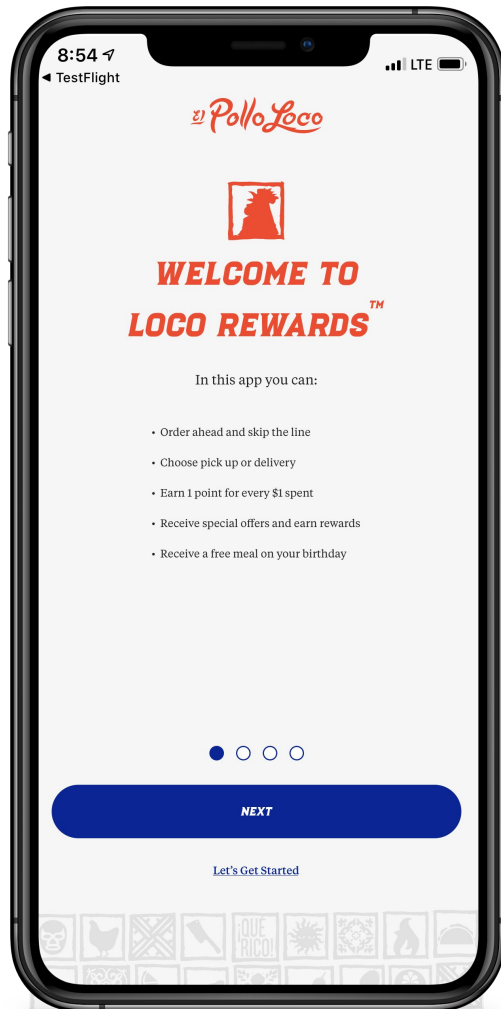 8:54
LTE
◀ TestFlight
El Pollo Loco
WELCOME TO
LOCO REWARDS™
In this app you can:
• Order ahead and skip the line
• Choose pick up or delivery
• Earn 1 point for every $1 spent
• Receive special offers and earn rewards
• Receive a free meal on your birthday
NEXT
Let's Get Started
¡QUÉ
RICO!